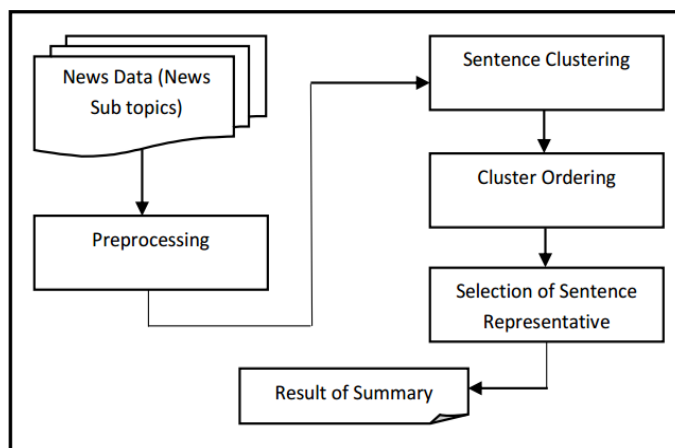 News Data (News
Sub topics)
Preprocessing
Sentence Clustering
Cluster Ordering
Selection of Sentence
Representative
Result of Summary